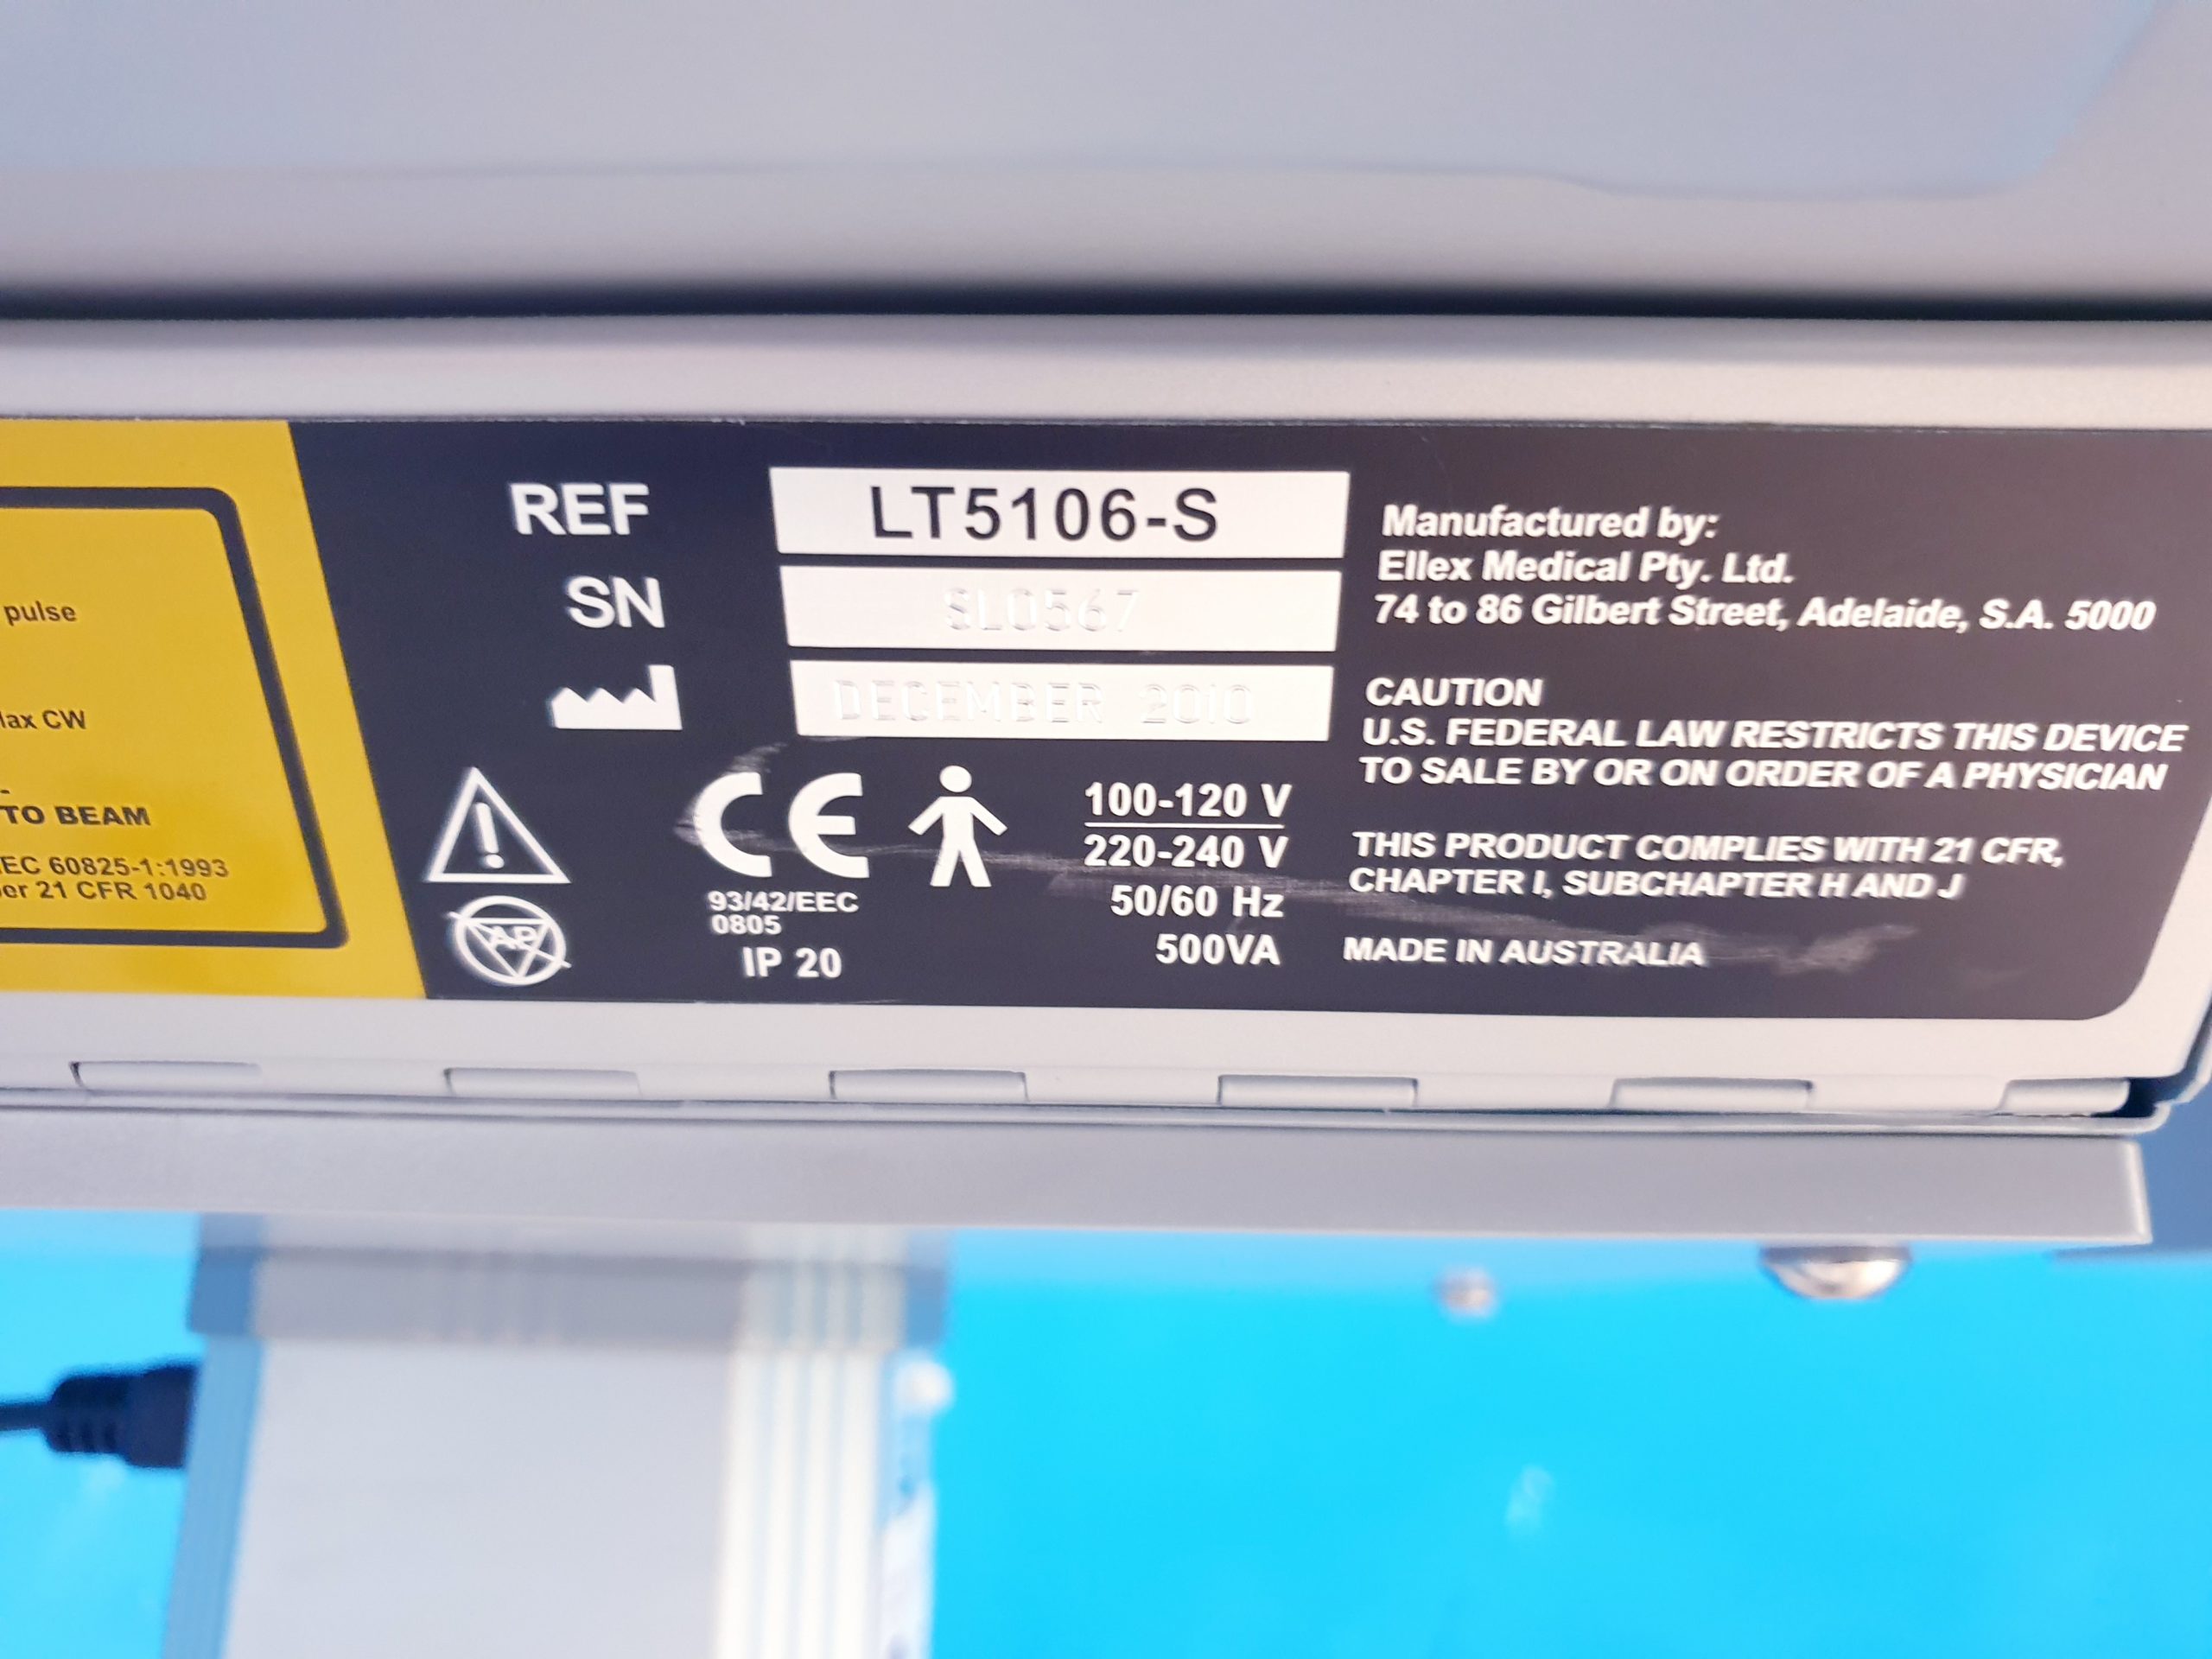 pulse
ax CW
TO BEAM
EC 60825-1:1993
er 21 CFR 1040
REF LT5106-S
SN SL0567
DECEMBER 2010
CE
93/42/EEC
0805
IP 20
AP
100-120 V
220-240 V
50/60 Hz
500VA
Manufactured by:
Ellex Medical Pty. Ltd.
74 to 86 Gilbert Street, Adelaide, S.A. 5000
CAUTION
U.S. FEDERAL LAW RESTRICTS THIS DEVICE
TO SALE BY OR ON ORDER OF A PHYSICIAN
THIS PRODUCT COMPLIES WITH 21 CFR,
CHAPTER I, SUBCHAPTER H AND J
MADE IN AUSTRALIA